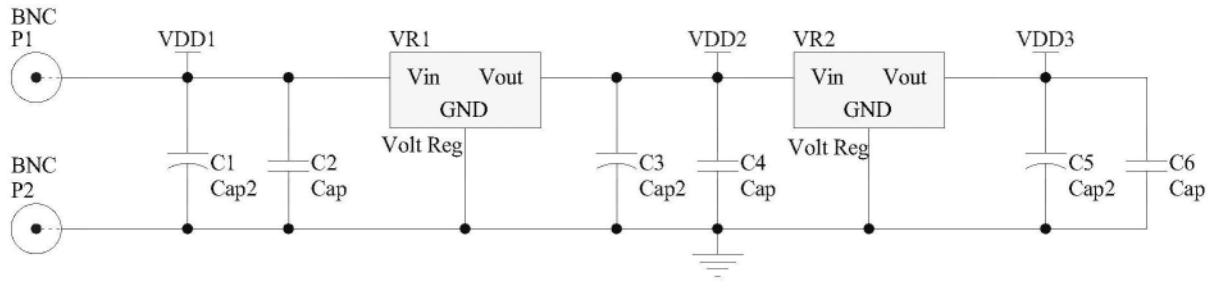 BNC
P1
VDD1
VR1
Vin Vout
GND
Volt Reg
VDD2
VR2
Vin Vout
GND
Volt Reg
VDD3
C1
Cap2
C2
Cap
C3
Cap2
C4
Cap
C5
Cap2
C6
Cap
BNC
P2